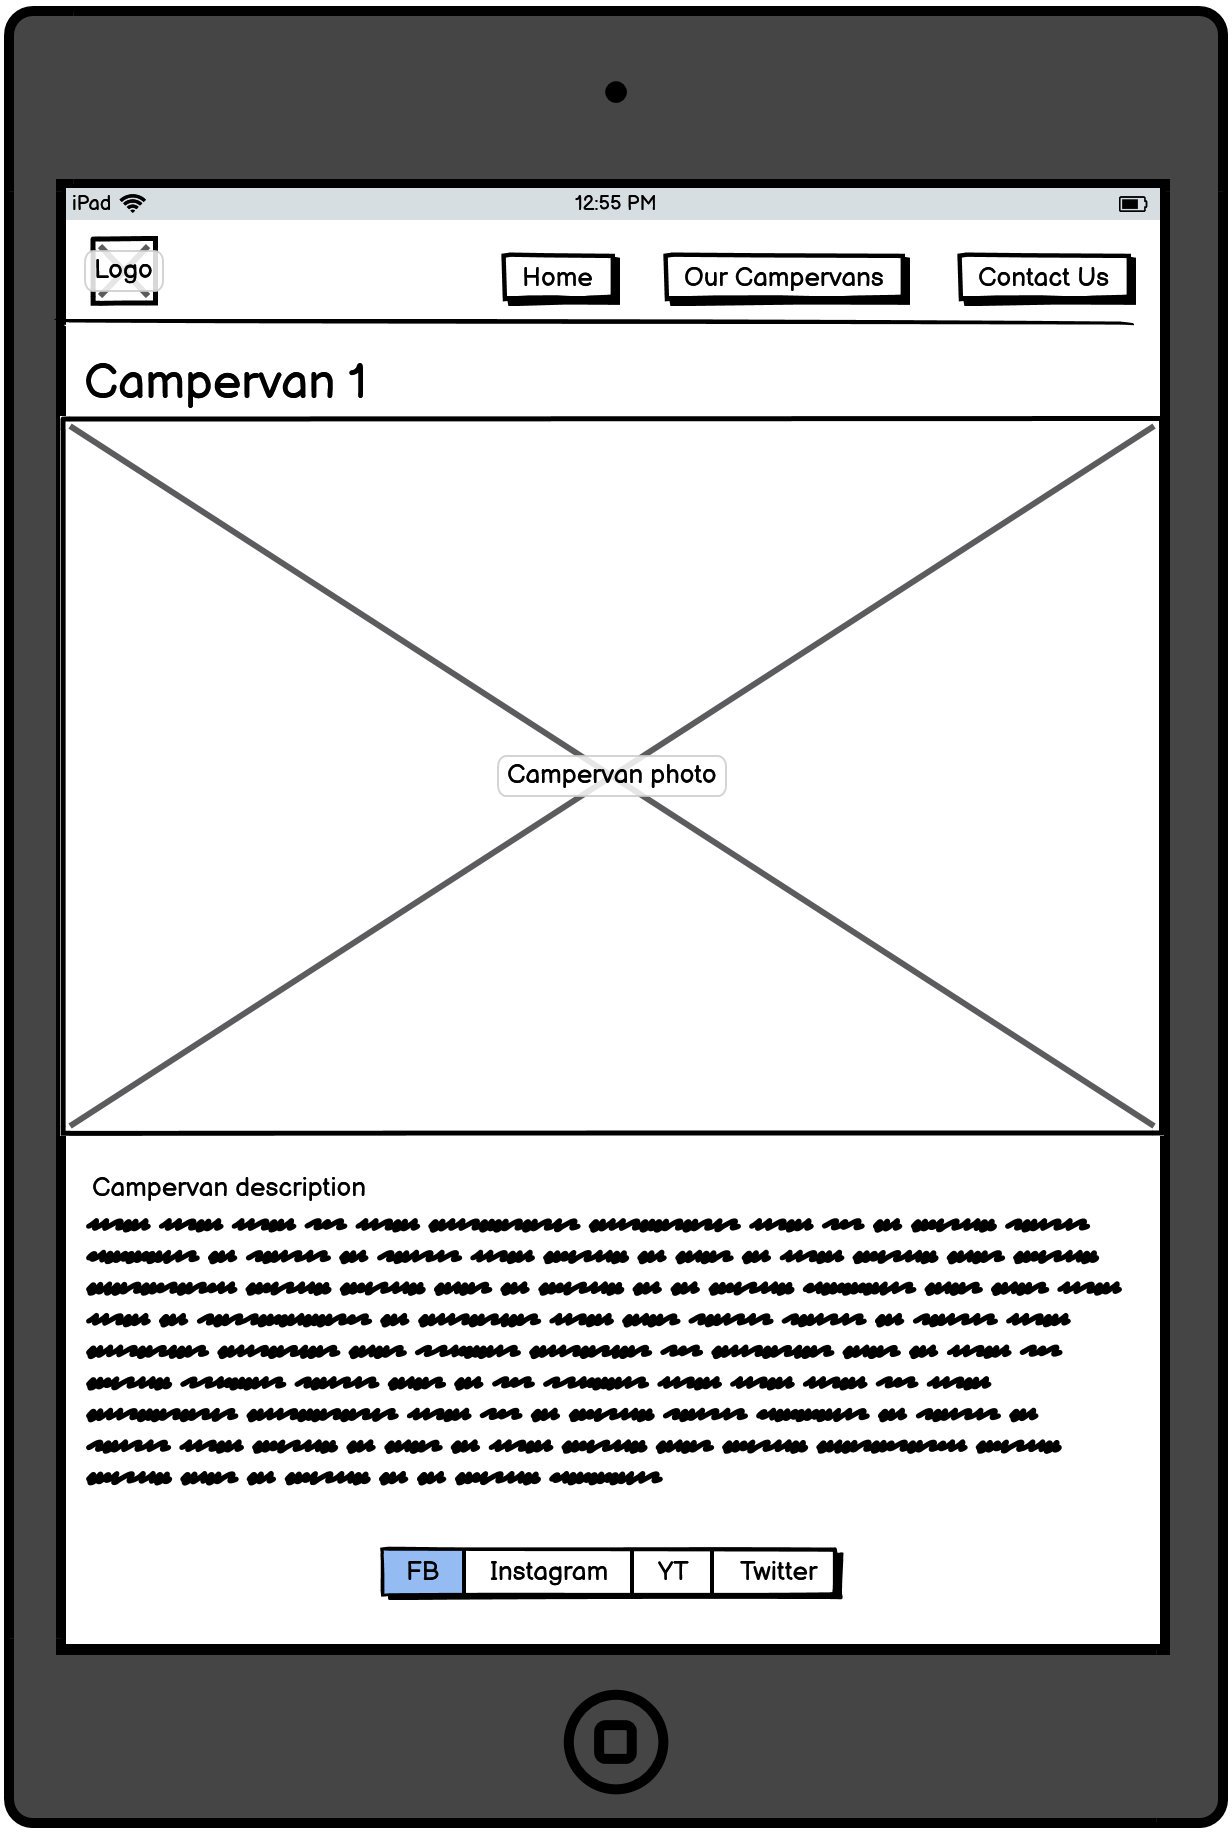 iPad 12:55 PM
Logo
Home Our Campervans Contact Us
Campervan 1
Campervan photo
Campervan description
FB Instagram YT Twitter